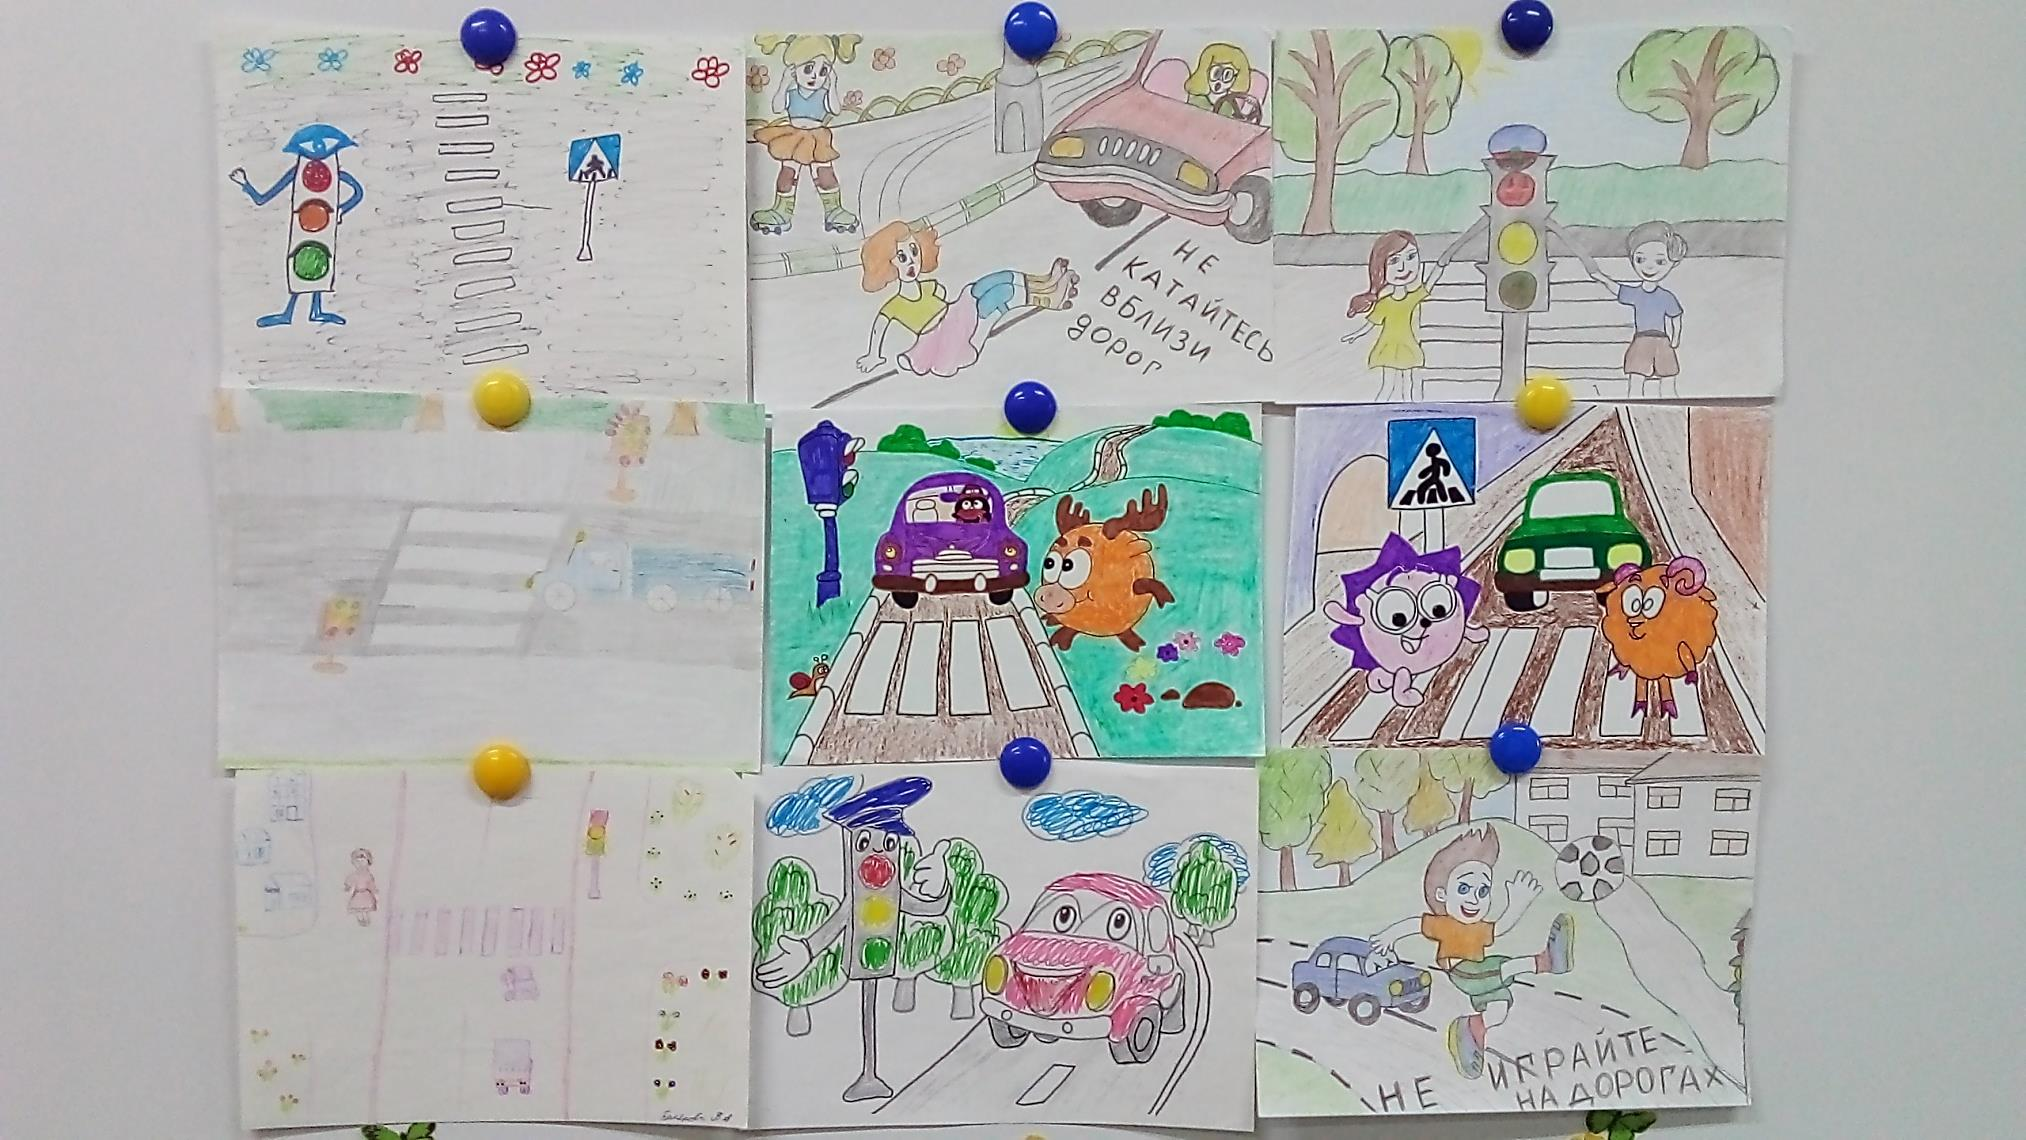 НЕ
КАТАЙТЕСЬ
ВБЛИЗИ
дорог
НЕ ИГРАЙТЕ
НА ДОРОГАХ